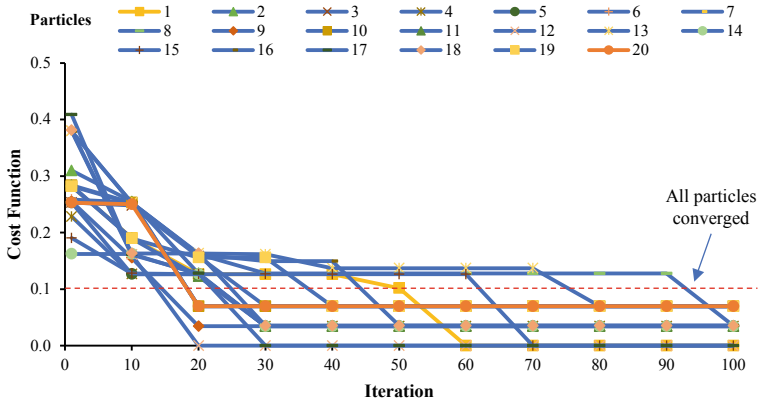 Particles 1 2 3 4 5 6 7
8 9 10 11 12 13 14
15 16 17 18 19 20
0.5
0.4
0.3
0.2
0.1
0.0
Cost Function
All particles
converged
0 10 20 30 40 50 60 70 80 90 100
Iteration